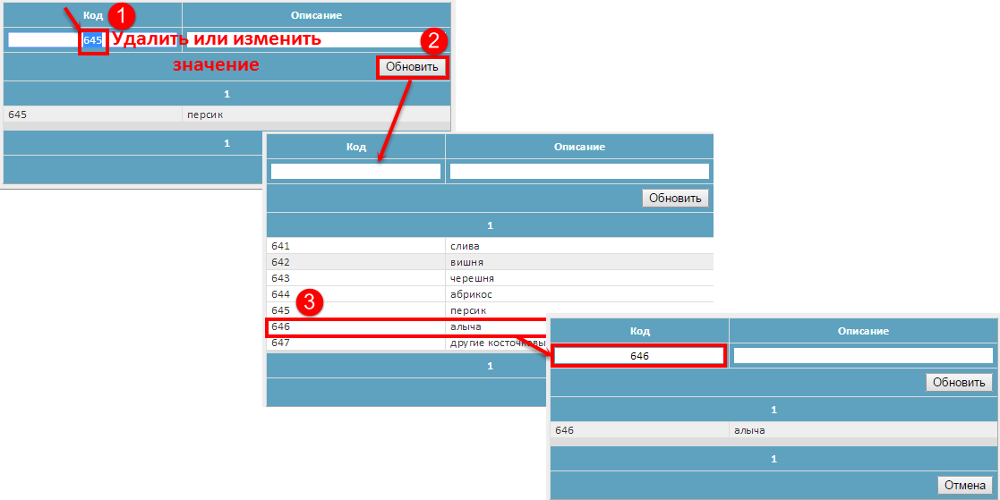 Код 1 Описание
645 Удалить или изменить
значение
2
Обновить
1
645 персик
1
Код Описание
Обновить
1
641 слива
642 вишня
643 черешня
644 абрикос
3
645 персик
646 алыча
647 другие косточковы
1
Код Описание
646
Обновить
1
646 алыча
1
Отмена